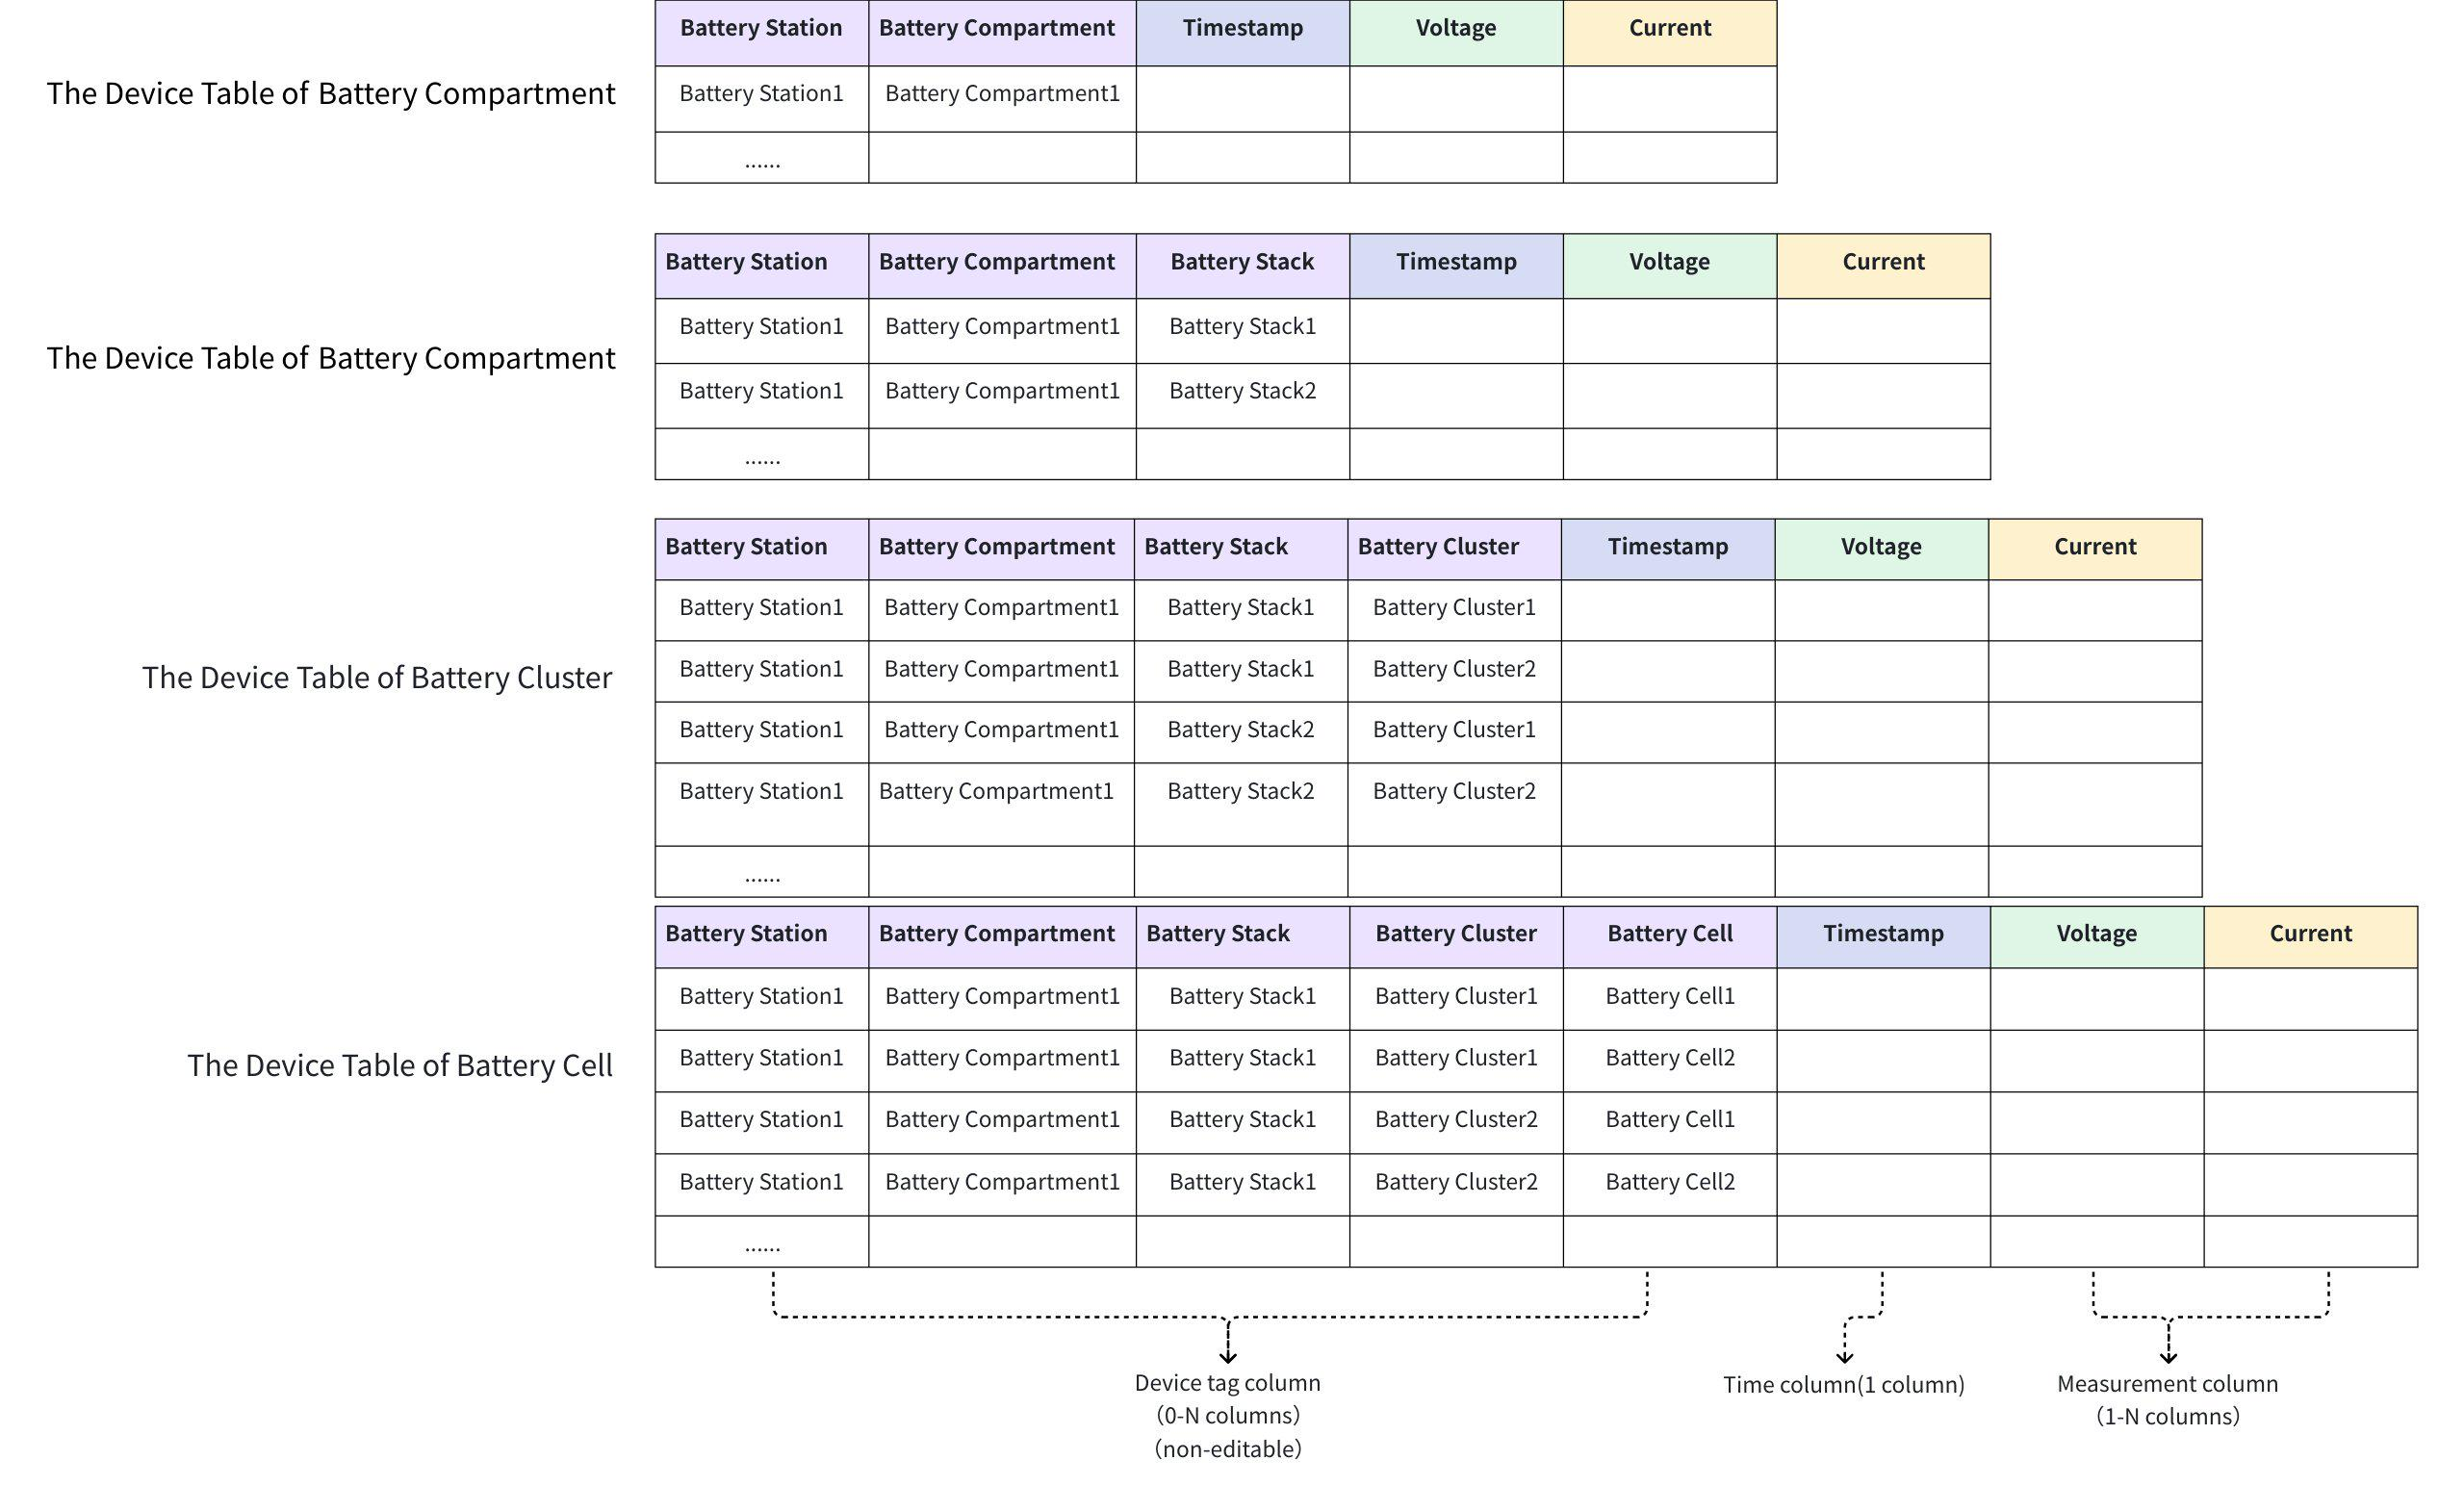 Battery Station Battery Compartment Timestamp Voltage Current
The Device Table of Battery Compartment
Battery Station1 Battery Compartment1
......
Battery Station Battery Compartment Battery Stack Timestamp Voltage Current
Battery Station1 Battery Compartment1 Battery Stack1
The Device Table of Battery Compartment
Battery Station1 Battery Compartment1 Battery Stack2
......
Battery Station Battery Compartment Battery Stack Battery Cluster Timestamp Voltage Current
Battery Station1 Battery Compartment1 Battery Stack1 Battery Cluster1
Battery Station1 Battery Compartment1 Battery Stack1 Battery Cluster2
The Device Table of Battery Cluster
Battery Station1 Battery Compartment1 Battery Stack2 Battery Cluster1
Battery Station1 Battery Compartment1 Battery Stack2 Battery Cluster2
......
Battery Station Battery Compartment Battery Stack Battery Cluster Battery Cell Timestamp Voltage Current
Battery Station1 Battery Compartment1 Battery Stack1 Battery Cluster1 Battery Cell1
Battery Station1 Battery Compartment1 Battery Stack1 Battery Cluster1 Battery Cell2
The Device Table of Battery Cell
Battery Station1 Battery Compartment1 Battery Stack1 Battery Cluster2 Battery Cell1
Battery Station1 Battery Compartment1 Battery Stack1 Battery Cluster2 Battery Cell2
......
Device tag column
（0-N columns）
（non-editable）
Time column(1 column)
Measurement column
（1-N columns）